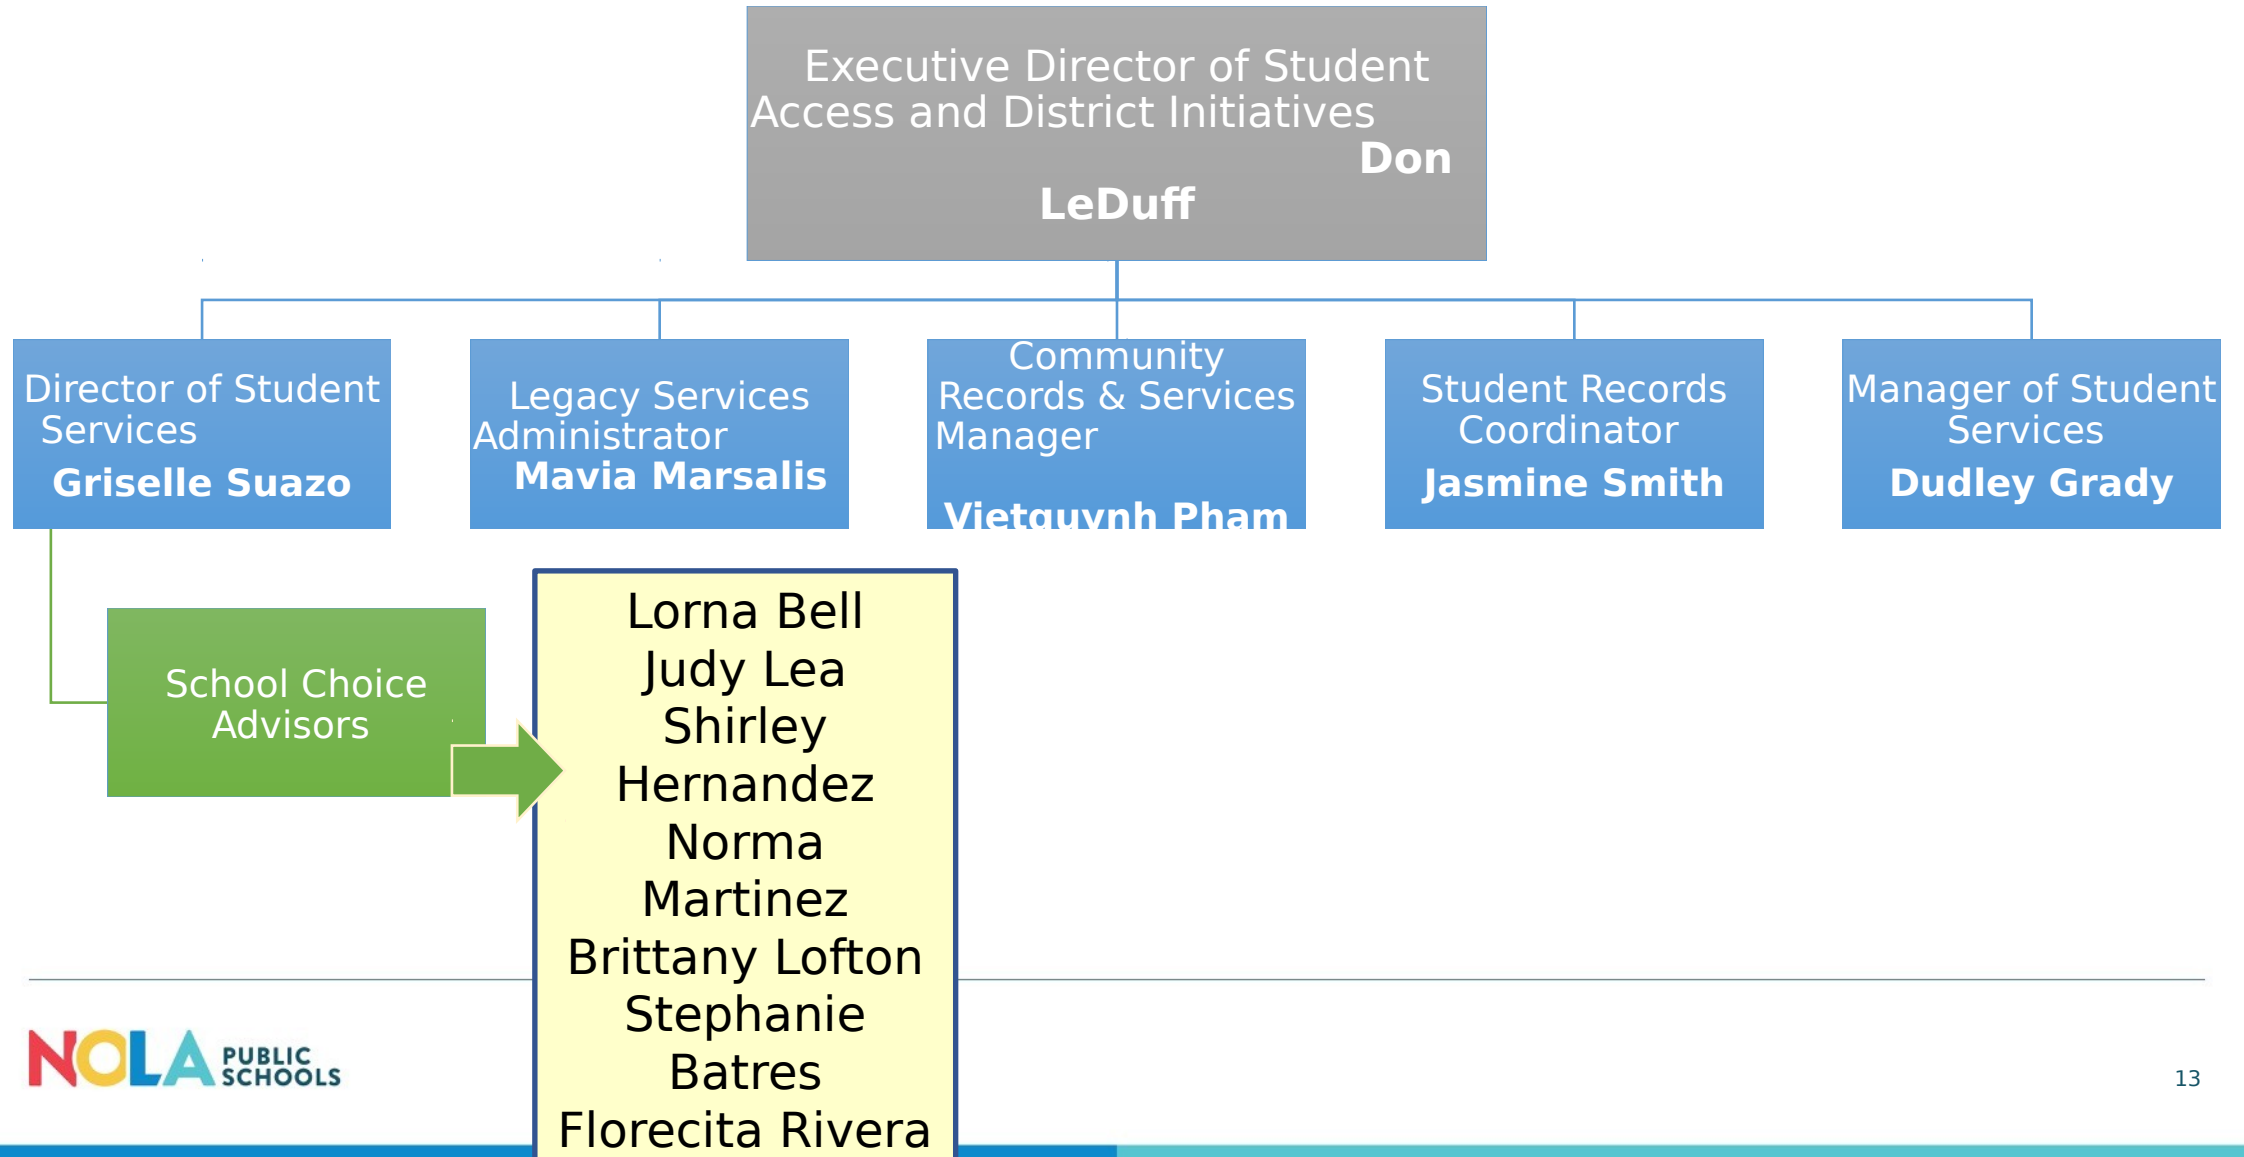 Executive Director of Student
Access and District Initiatives
Don
LeDuff
Director of Student
Services
Griselle Suazo
Legacy Services
Administrator
Mavia Marsalis
Community
Records & Services
Manager
Vietquynh Pham
Student Records
Coordinator
Jasmine Smith
Manager of Student
Services
Dudley Grady
School Choice
Advisors
Lorna Bell
Judy Lea
Shirley
Hernandez
Norma
Martinez
Brittany Lofton
Stephanie
Batres
Florecita Rivera
NOLA PUBLIC
SCHOOLS
13